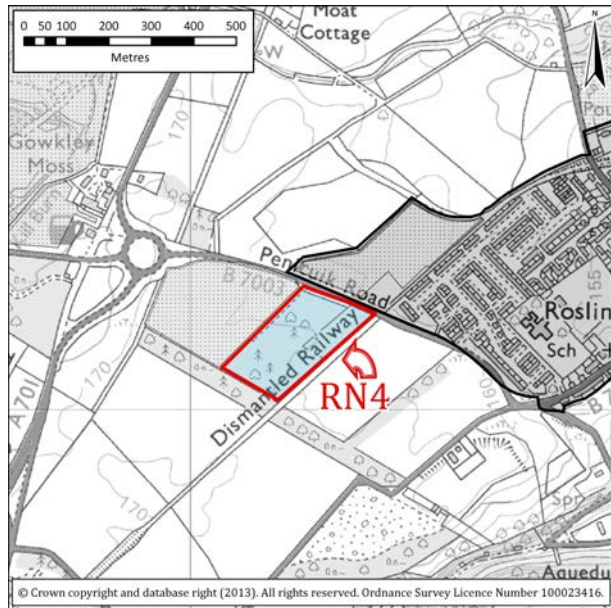 0 50 100 200 300 400 500
Metres
Moat
Cottage
N
W
170
Gowkley
Moss
Penicuik Road
B 7003
Roslin
155
Sch
Dismantled Railway
RN4
160
A701
170
170
B
Spr
Aquedu
© Crown copyright and database right (2013). All rights reserved. Ordnance Survey Licence Number 100023416.